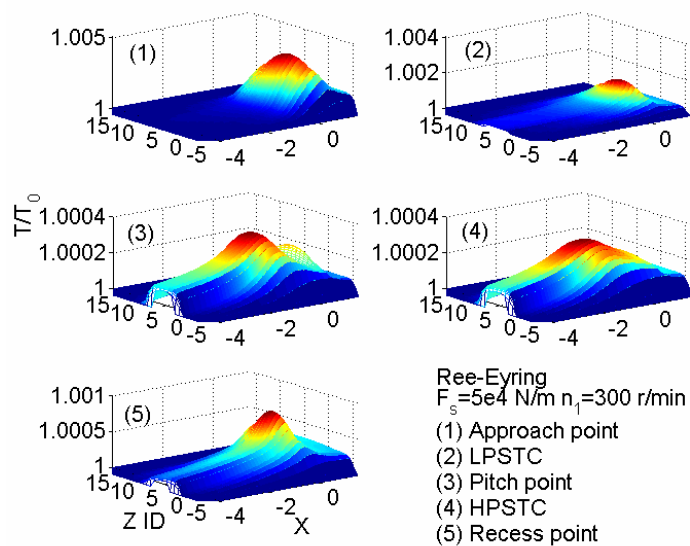 1.005
(1)
1
15 10 5 0 -5
-4 -2 0
1.004
(2)
1.002
1
15 10 5 0 -5
-4 -2 0
T/T0
1.0004
(3)
1.0002
1
15 10 5 0 -5
-4 -2 0
1.0004
(4)
1.0002
1
15 10 5 0 -5
-4 -2 0
1.001
(5)
1.0005
1
15 10 5 0 -5
-4 -2 0
Z ID
X
Ree-Eyring
Fs=5e4 N/m n1=300 r/min
(1) Approach point
(2) LPSTC
(3) Pitch point
(4) HPSTC
(5) Recess point